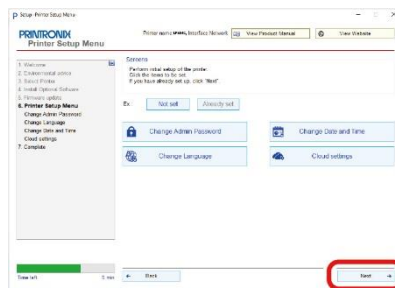 Setup Printer Setup Menu
PRINTRONIX
Printer Setup Menu
Interface Network
View Product Manual
View Website
1. Welcome
2. Environmental advice
3. Select Printer
4. Install Optional Software
5. Firmware update
6. Printer Setup Menu
Change Admin Password
Change Language
Change Date and Time
Cloud settings
7. Complete
Perform initial setup of the printer.
Click the items to be set.
If you have already set up, click "Next".
Ex.
Not set
Already set
Change Admin Password
Change Date and Time
Change Language
Cloud settings
Time left
5 min
Back
Next